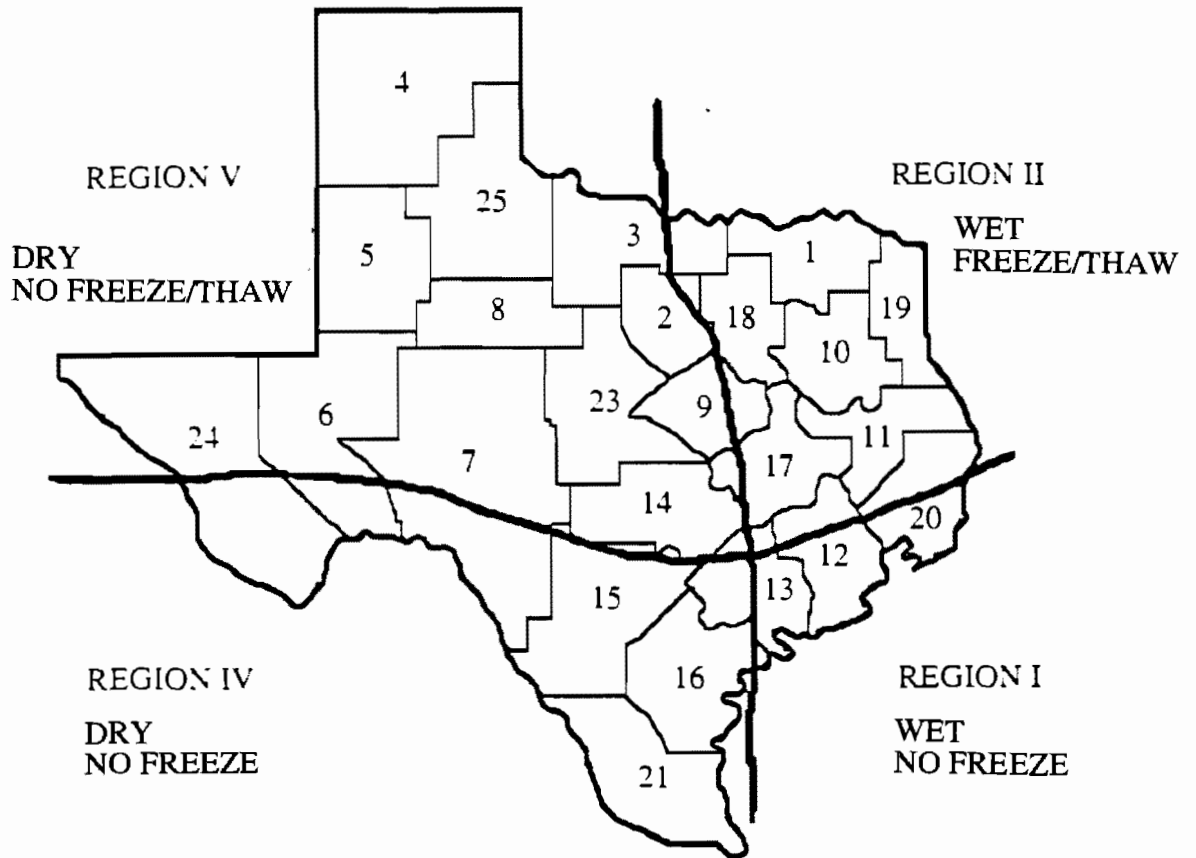 4
REGION V
REGION II
25
WET
FREEZE/THAW
3
1
DRY
NO FREEZE/THAW
5
8
2
18
19
10
6
23
9
24
7
11
17
14
20
12
15
13
REGION IV
16
REGION I
DRY
NO FREEZE
WET
NO FREEZE
21